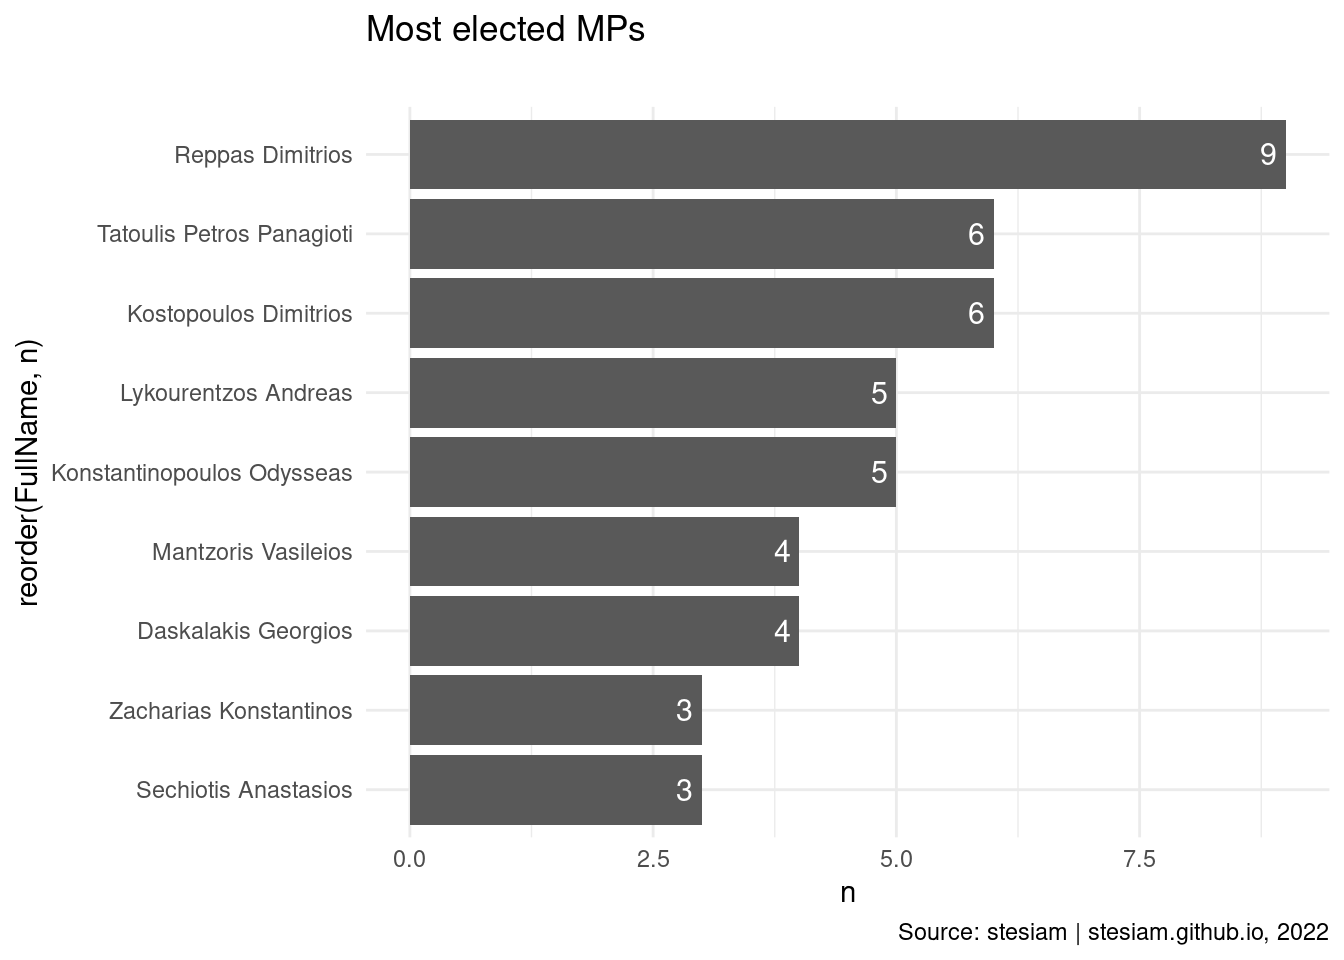 Most elected MPs
reorder(FullName, n)
Reppas Dimitrios 9
Tatoulis Petros Panagioti 6
Kostopoulos Dimitrios 6
Lykourentzos Andreas 5
Konstantinopoulos Odysseas 5
Mantzoris Vasileios 4
Daskalakis Georgios 4
Zacharias Konstantinos 3
Sechiotis Anastasios 3
0.0 2.5 5.0 7.5
n
Source: stesiam | stesiam.github.io, 2022